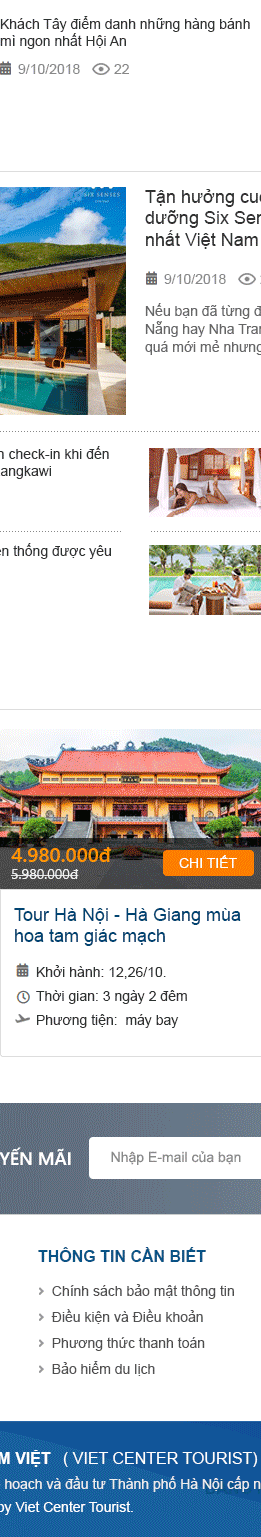 Khách Tây điểm danh những hàng bánh
mì ngon nhất Hội An
9/10/2018 22
SIX SENSES
Tận hưởng
dưỡng Six
nhất Việt Nam
9/10/2018
Nếu bạn đã từng
Nẵng hay Nha
quá mới mẻ nhưng
check-in khi đến
angkawi
thống được yêu
4.980.000đ
5.980.000đ
CHI TIẾT
Tour Hà Nội - Hà Giang mùa
hoa tam giác mạch
Khởi hành: 12,26/10.
Thời gian: 3 ngày 2 đêm
Phương tiện: máy bay
YẾN MÃI
Nhập E-mail của bạn
THÔNG TIN CẦN BIẾT
Chính sách bảo mật thông tin
Điều kiện và Điều khoản
Phương thức thanh toán
Bảo hiểm du lịch
M VIỆT ( VIET CENTER TOURIST)
hoạch và đầu tư Thành phố Hà Nội cấp
by Viet Center Tourist.